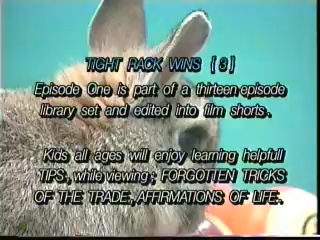 TIGHT RACK WINS { 3 }
Episode One is part of a thirteen episode
library set and edited into film shorts .
Kids all ages will enjoy learning helpfull
TIPS , while viewing ; FORGOTTEN TRICKS
OF THE TRADE:, AFFIRMATIONS OF LIFE:.